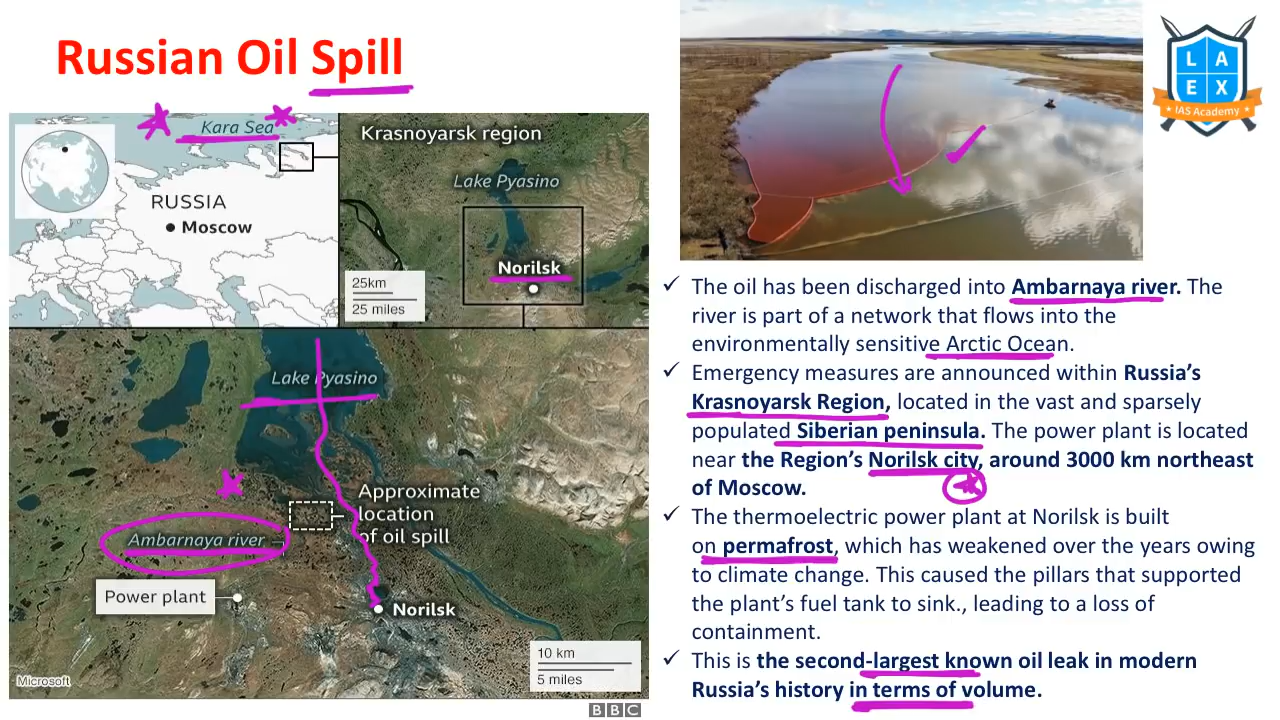 Russian Oil Spill
Kara Sea
RUSSIA
Moscow
Krasnoyarsk region
Lake Pyasino
Norilsk
25km
25 miles
Lake Pyasino
Approximate
location
of oil spill
Ambarnaya river
Power plant
Norilsk
10 km
5 miles
Microsoft
BBC
L A
E X
IAS Academy
✓ The oil has been discharged into Ambarnaya river. The
river is part of a network that flows into the
environmentally sensitive Arctic Ocean.
✓ Emergency measures are announced within Russia’s
Krasnoyarsk Region, located in the vast and sparsely
populated Siberian peninsula. The power plant is located
near the Region’s Norilsk city, around 3000 km northeast
of Moscow.
✓ The thermoelectric power plant at Norilsk is built
on permafrost, which has weakened over the years owing
to climate change. This caused the pillars that supported
the plant’s fuel tank to sink., leading to a loss of
containment.
✓ This is the second-largest known oil leak in modern
Russia’s history in terms of volume.